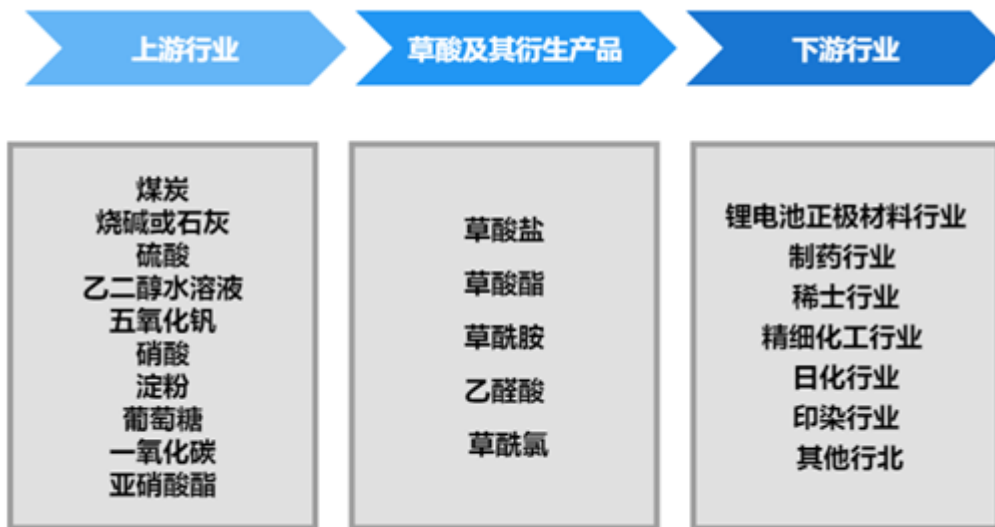 上游行业
草酸及其衍生产品
下游行业
煤炭
烧碱或石灰
硫酸
乙二醇水溶液
五氧化钒
硝酸
淀粉
葡萄糖
一氧化碳
亚硝酸酯
草酸盐
草酸酯
草酰胺
乙醛酸
草酰氯
锂电池正极材料行业
制药行业
稀士行业
精细化工行业
日化行业
印染行业
其他行北